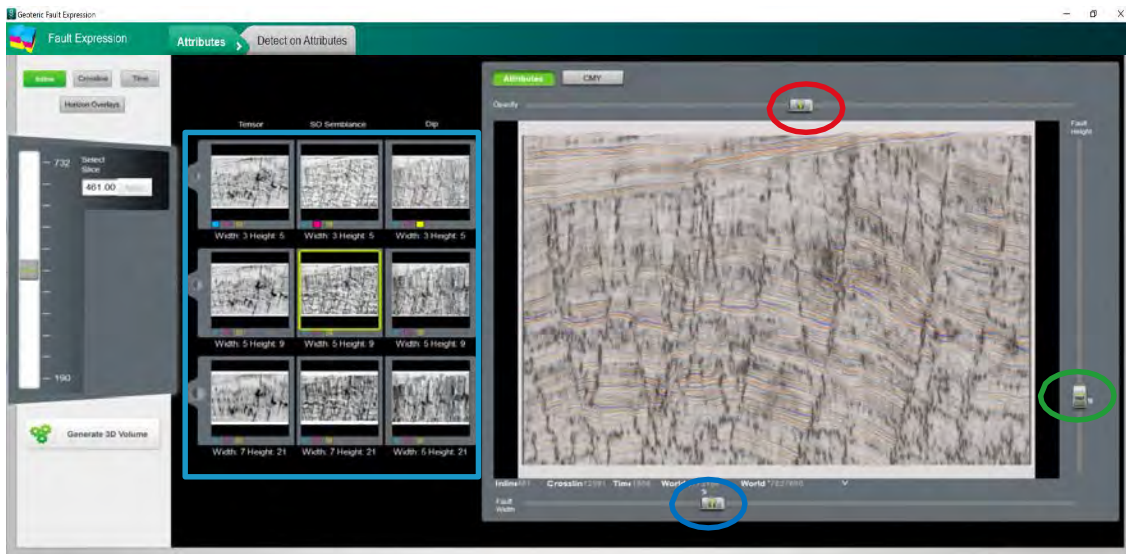 Geoteric Fault Expression
Fault Expression
Attributes
Detect on Attributes
Inline
Crossline
Time
Horizon Overlays
732
Select
Slice
461.00
190
Generate 3D Volume
Tensor
SO Semblance
Dip
Width: 3 Height: 5
Width: 3 Height: 5
Width: 3 Height: 5
Width: 5 Height: 9
Width: 5 Height: 9
Width: 5 Height: 9
Width: 7 Height: 21
Width: 7 Height: 21
Width: 5 Height: 21
Attributes
CMY
Opacity
Fault
Height
9
Inline
Crosslin
Time
World
World
5
Fault
Width